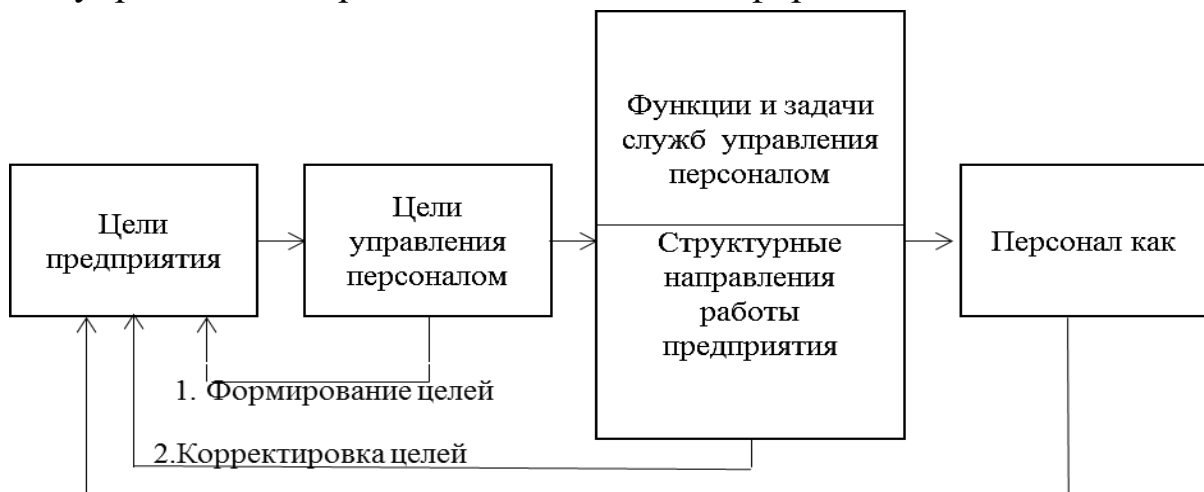 Функции и задачи
служб управления
персоналом
Цели
предприятия
Цели
управления
персоналом
Структурные
направления
работы
предприятия
Персонал как
1. Формирование целей
2.Корректировка целей